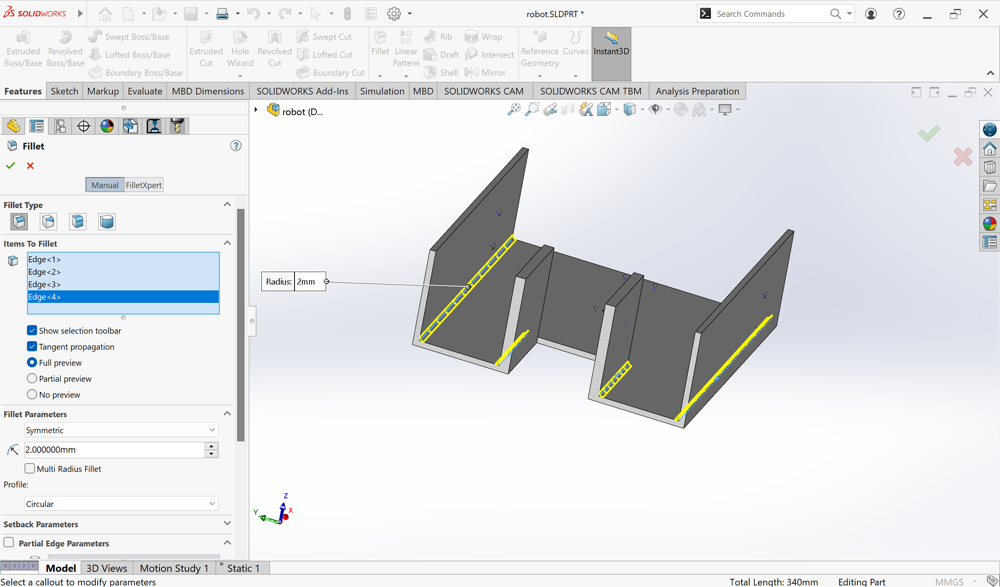 SOLIDWORKS
robot.SLDPRT *
Search Commands
Extruded Boss/Base
Revolved Boss/Base
Swept Boss/Base
Lofted Boss/Base
Boundary Boss/Base
Extruded Cut
Hole Wizard
Revolved Cut
Swept Cut
Lofted Cut
Boundary Cut
Fillet
Linear Pattern
Rib
Draft
Shell
Wrap
Intersect
Mirror
Reference Geometry
Curves
Instant3D
Features
Sketch
Markup
Evaluate
MBD Dimensions
SOLIDWORKS Add-Ins
Simulation
MBD
SOLIDWORKS CAM
SOLIDWORKS CAM TBM
Analysis Preparation
robot (D...
Fillet
Manual
FilletXpert
Fillet Type
Items To Fillet
Edge<1>
Edge<2>
Edge<3>
Edge<4>
Show selection toolbar
Tangent propagation
Full preview
Partial preview
No preview
Fillet Parameters
Symmetric
2.000000mm
Multi Radius Fillet
Profile:
Circular
Setback Parameters
Partial Edge Parameters
Radius: 2mm
Z
Y
X
Model
3D Views
Motion Study 1
Static 1
Select a callout to modify parameters
Total Length: 340mm
Editing Part
MMGS